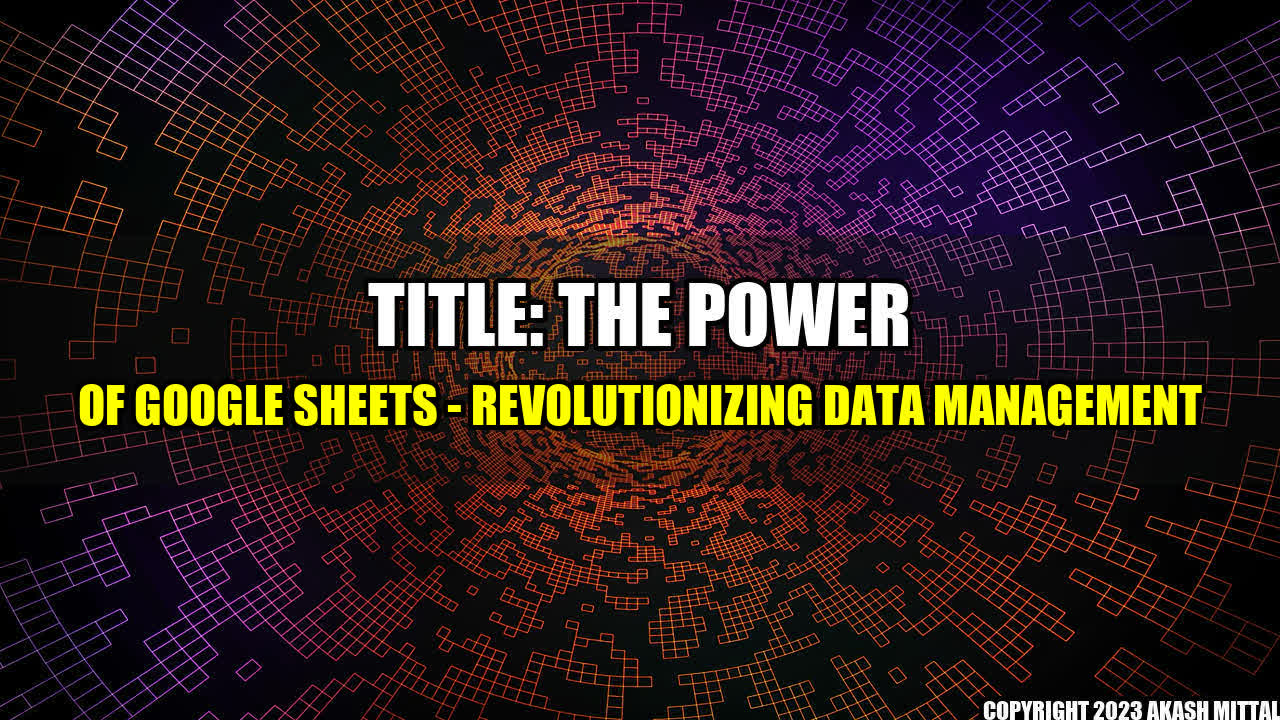 TITLE: THE POWER
OF GOOGLE SHEETS - REVOLUTIONIZING DATA MANAGEMENT
COPYRIGHT 2023 AKASH MITTAL